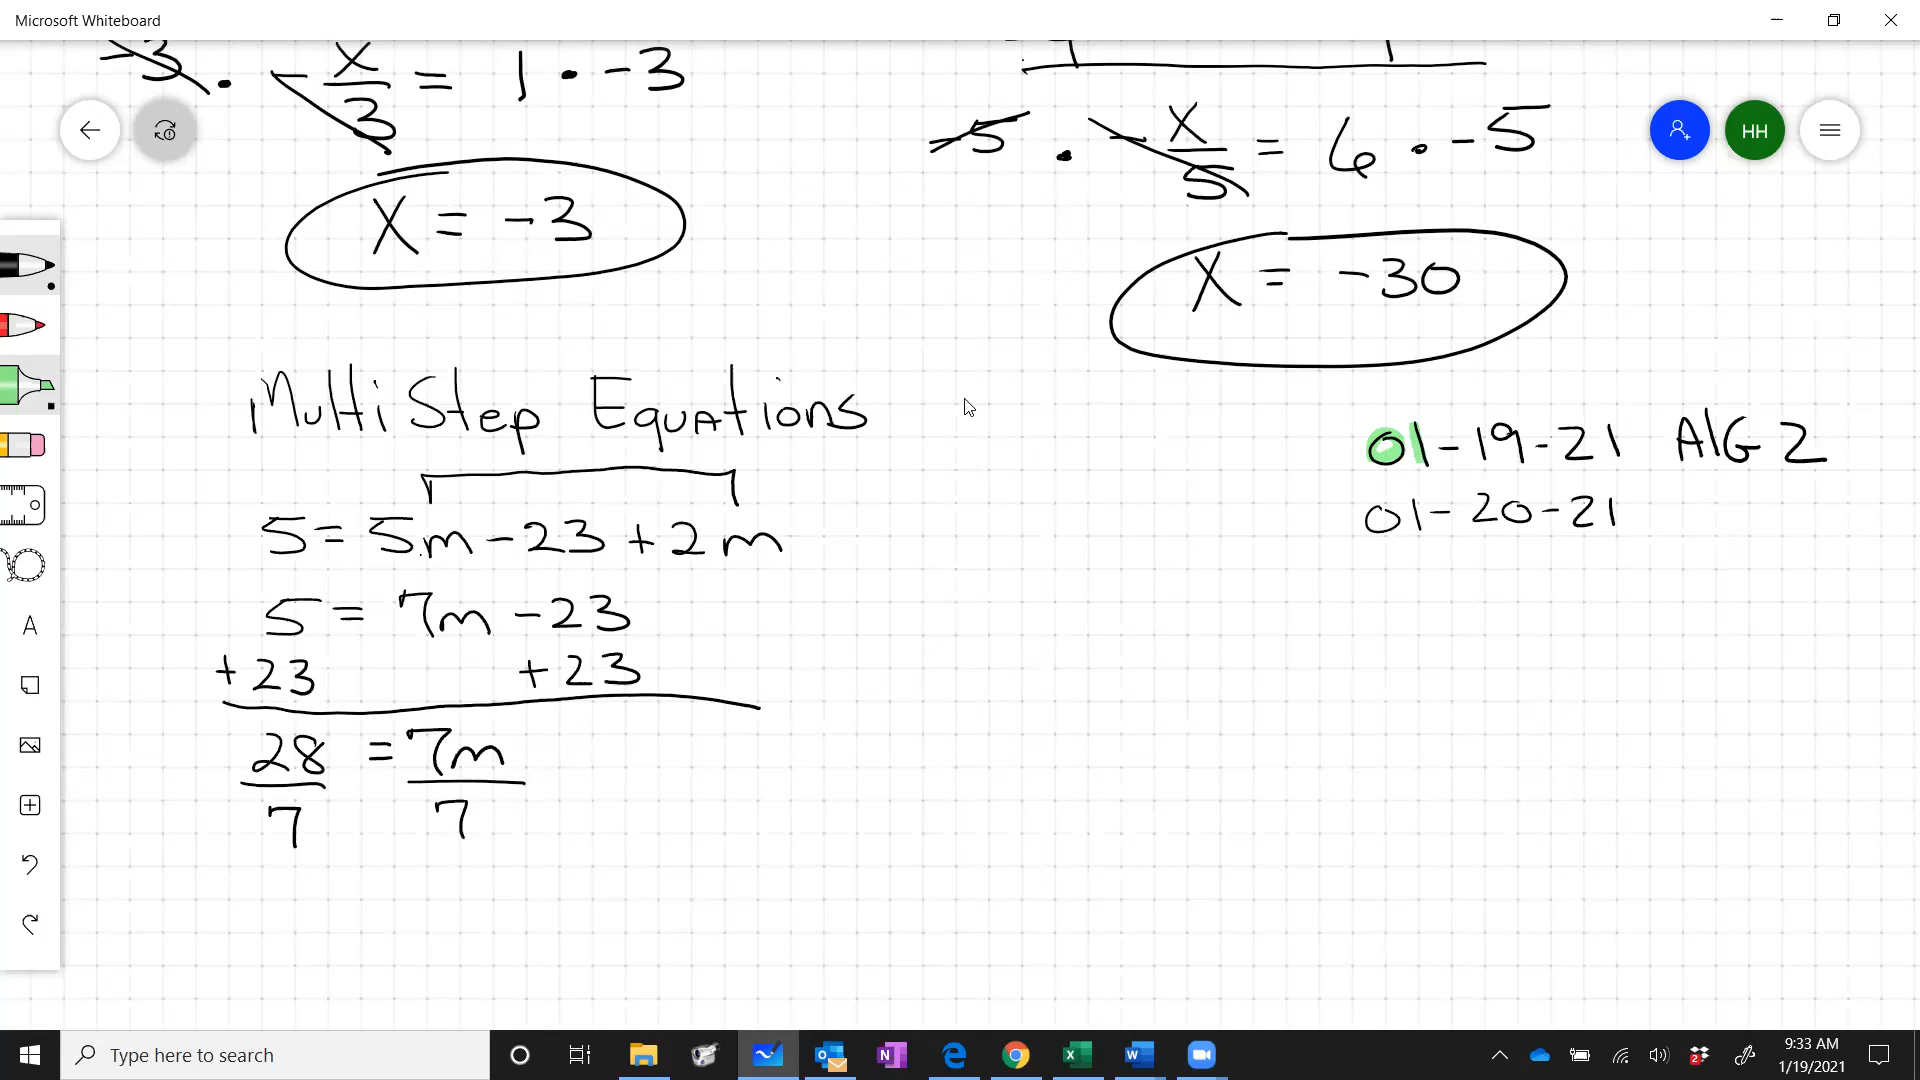 Microsoft Whiteboard
-3 · -x/3 = 1 · -3
X = -3
-5 · -x/5 = 6 · -5
X = -30
HH
Multi Step Equations
5 = 5m - 23 + 2m
5 = 7m - 23
+ 23 + 23
28 = 7m
7 7
01-19-21 AlG 2
01-20-21
A
Type here to search
9:33 AM
1/19/2021